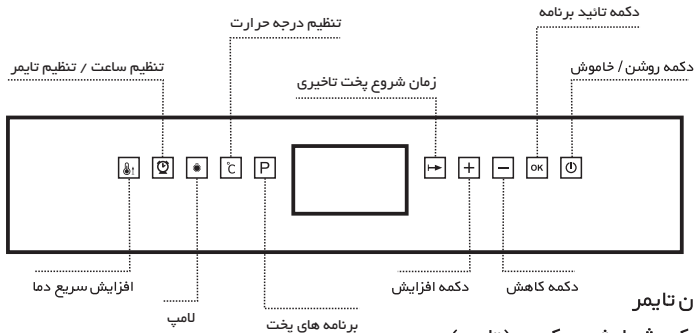 دکمه تائید برنامه
تنظیم درجه حرارت
دکمه روشن / خاموش
زمان شروع پخت تاخیری
تنظیم ساعت / تنظیم تایمر
°C
P
+
−
OK
افزایش سریع دما
لامپ
برنامه های پخت
دکمه افزایش
دکمه کاهش
ن تایمر